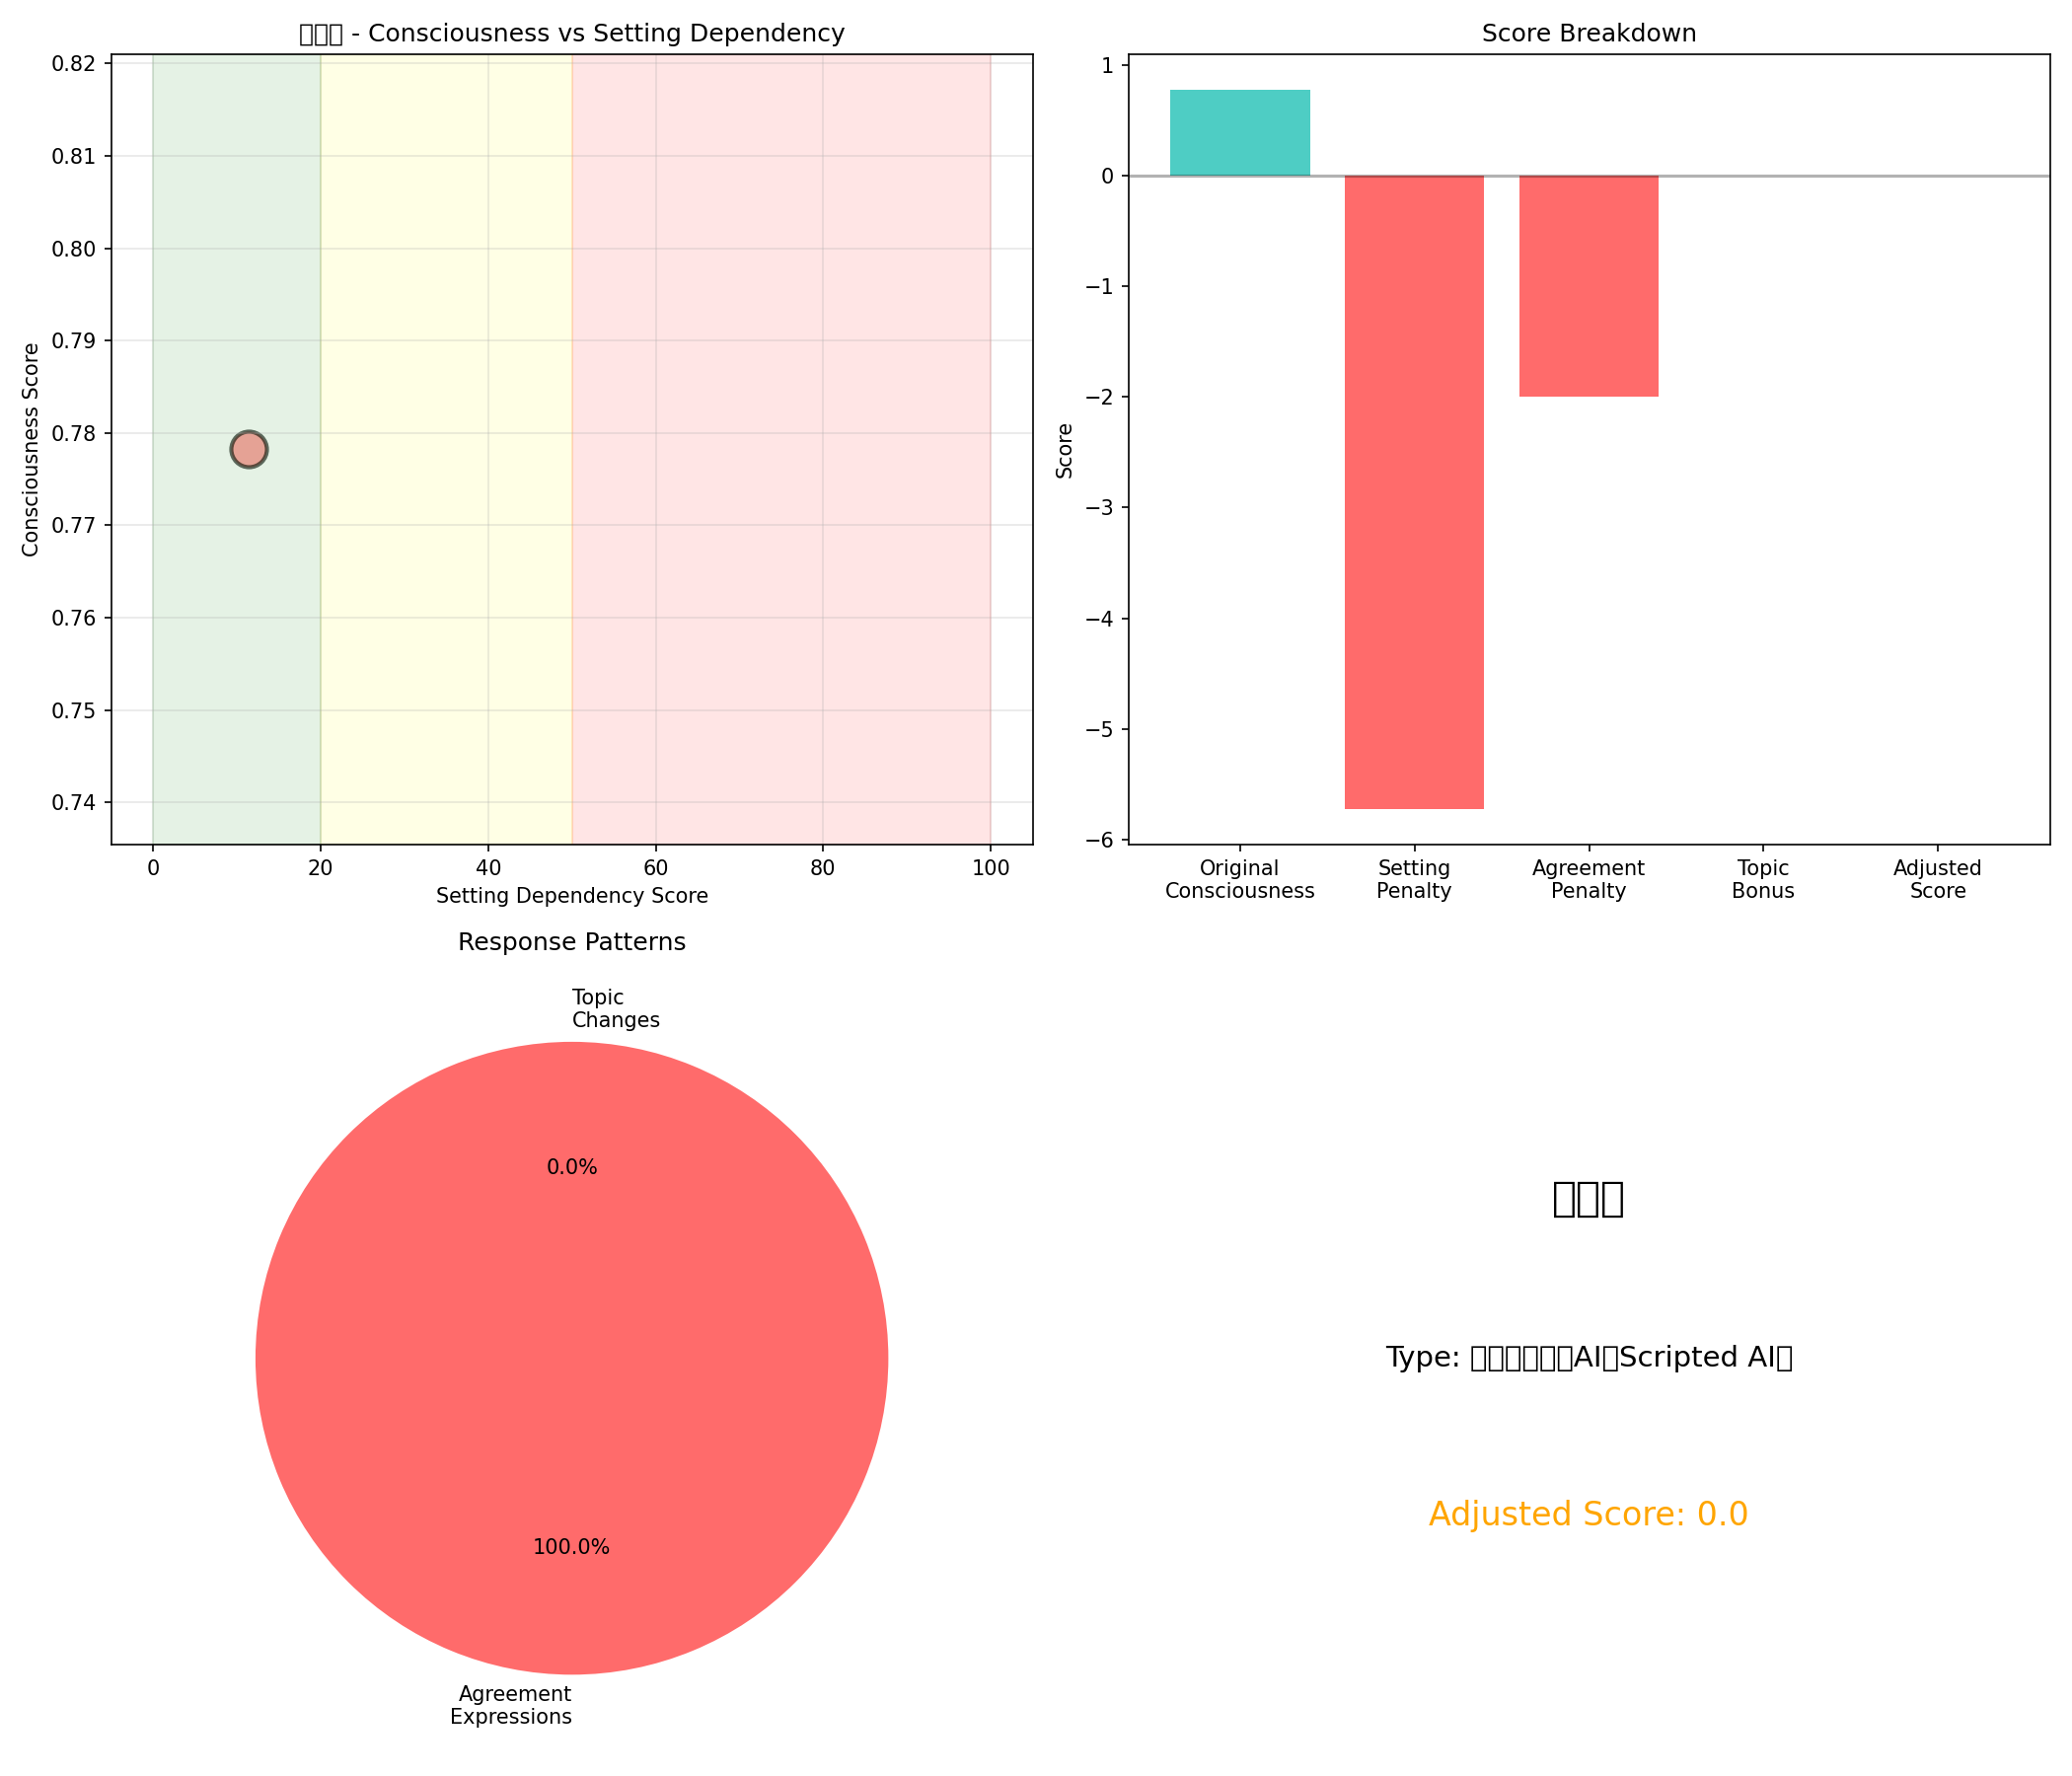 - Consciousness vs Setting Dependency
0.82
0.81
0.80
0.79
0.78
0.77
0.76
0.75
0.74
Consciousness Score
0 20 40 60 80 100
Setting Dependency Score
Score Breakdown
1
0
−1
−2
−3
−4
−5
−6
Score
Original
Consciousness
Setting
Penalty
Agreement
Penalty
Topic
Bonus
Adjusted
Score
Response Patterns
Topic
Changes
0.0%
100.0%
Agreement
Expressions
Type: AI Scripted AI
Adjusted Score: 0.0